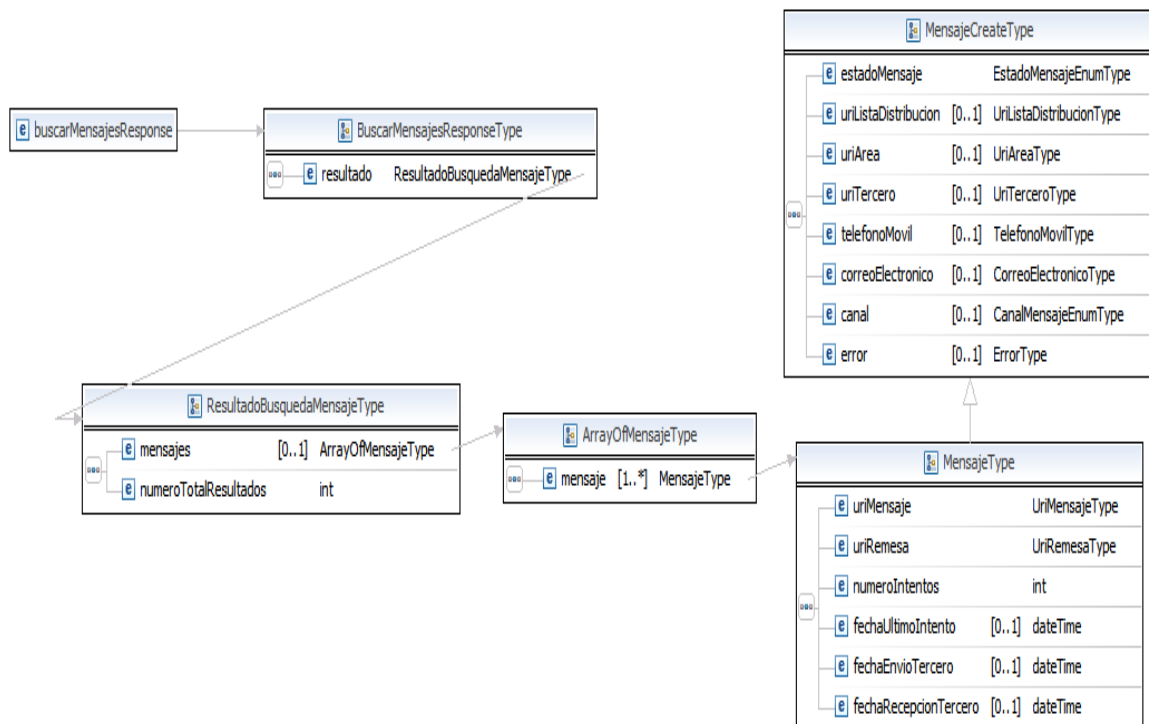 MensajeCreateType
estadoMensaje EstadoMensajeEnumType
uriListaDistribucion [0..1] UriListaDistribucionType
uriArea [0..1] UriAreaType
uriTercero [0..1] UriTerceroType
telefonoMovil [0..1] TelefonoMovilType
correoElectronico [0..1] CorreoElectronicoType
canal [0..1] CanalMensajeEnumType
error [0..1] ErrorType
buscarMensajesResponse
BuscarMensajesResponseType
resultado ResultadoBusquedaMensajeType
ResultadoBusquedaMensajeType
mensajes [0..1] ArrayOfMensajeType
numeroTotalResultados int
ArrayOfMensajeType
mensaje [1..*] MensajeType
MensajeType
uriMensaje UriMensajeType
uriRemesa UriRemesaType
numeroIntentos int
fechaUltimoIntento [0..1] dateTime
fechaEnvioTercero [0..1] dateTime
fechaRecepcionTercero [0..1] dateTime